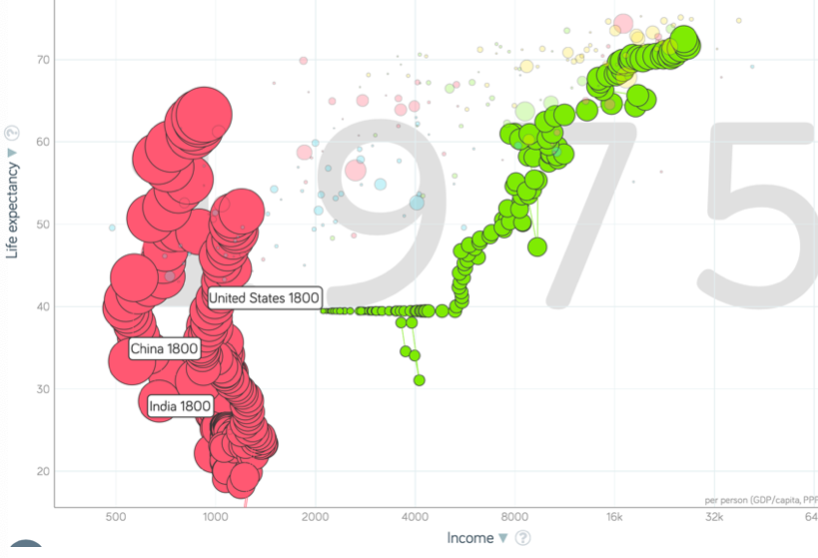 1975
Life expectancy ▼ ?
70
60
50
40
30
20
United States 1800
China 1800
India 1800
per person (GDP/capita, PPP
500
1000
2000
4000
8000
16k
32k
64
Income ▼ ?